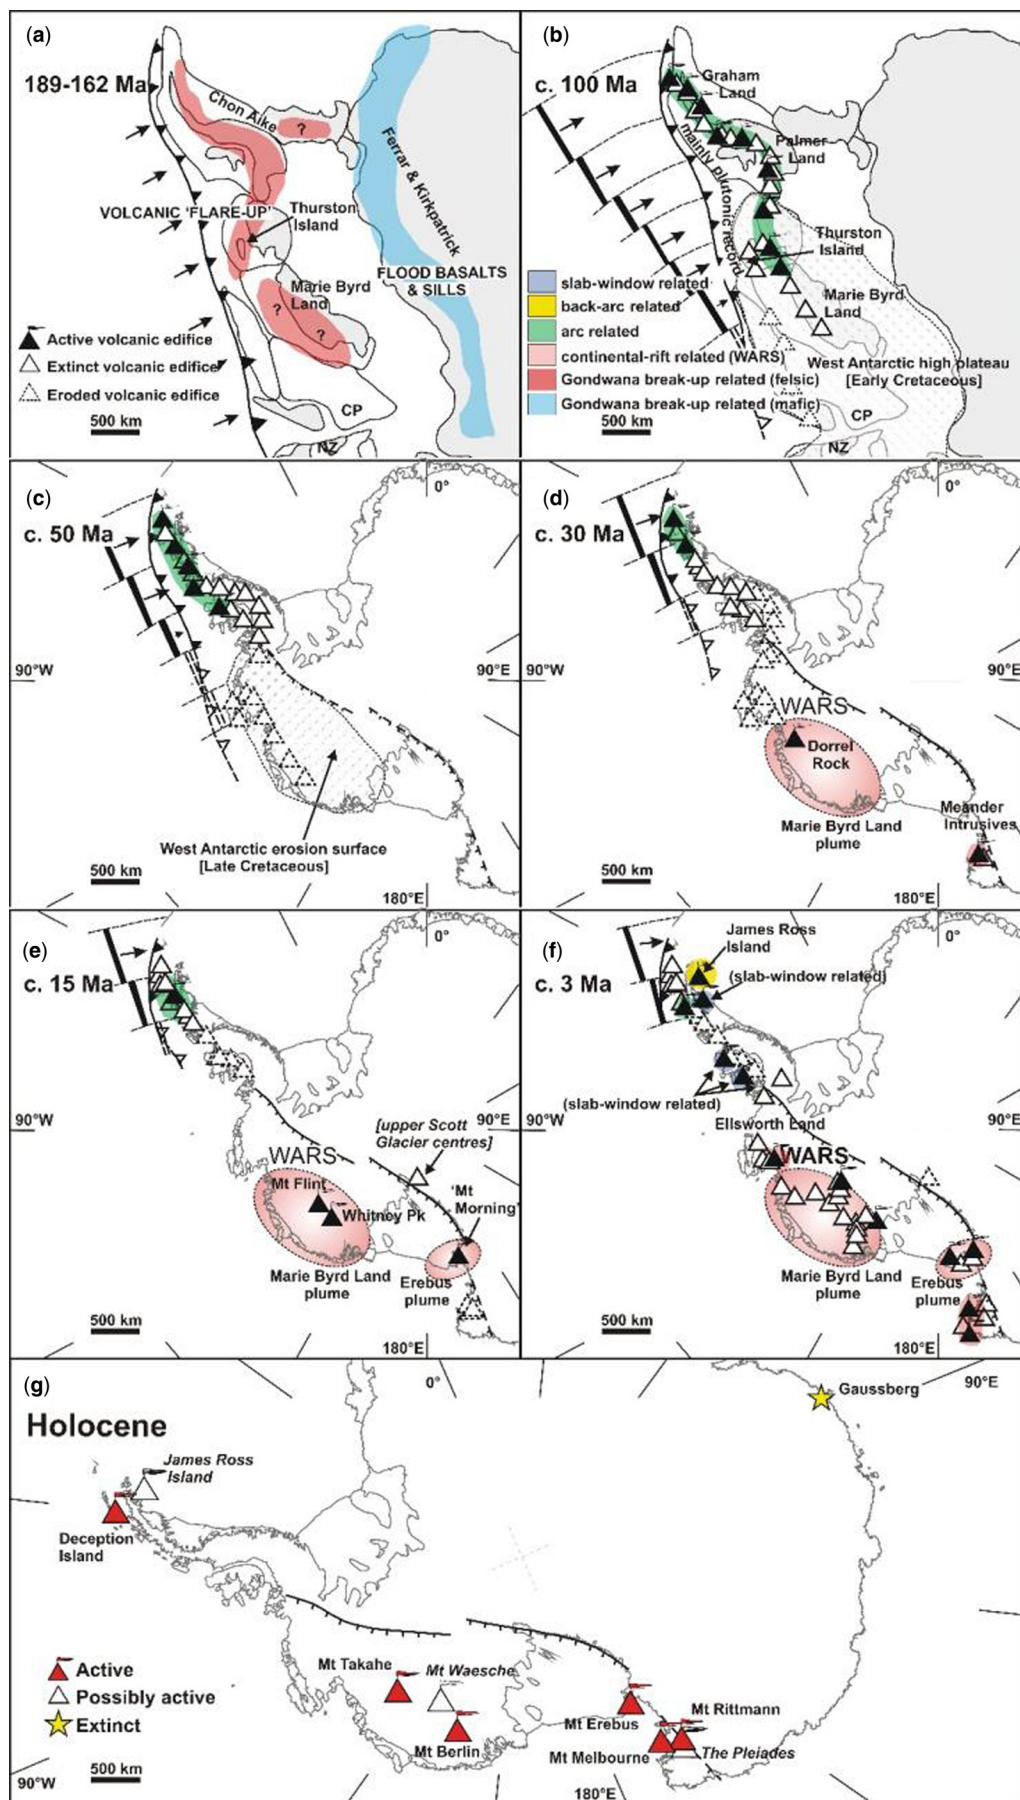 (a)
189-162 Ma
Chon Aike
?
Ferrar & Kirkpatrick
VOLCANIC 'FLARE-UP'
Thurston
Island
FLOOD BASALTS
& SILLS
Marie Byrd
Land
?
?
Active volcanic edifice
Extinct volcanic edifice
Eroded volcanic edifice
500 km
CP
NZ
(b)
c. 100 Ma
Graham
Land
mainly plutonic record
Palmer
Land
Thurston
Island
slab-window related
back-arc related
arc related
continental-rift related (WARS)
Gondwana break-up related (felsic)
Gondwana break-up related (mafic)
Marie Byrd
Land
West Antarctic high plateau
[Early Cretaceous]
500 km
CP
NZ
(c)
0°
c. 50 Ma
90°W
90°E
West Antarctic erosion surface
[Late Cretaceous]
500 km
180°E
(d)
0°
c. 30 Ma
90°W
90°E
WARS
Dorrel
Rock
Marie Byrd Land
plume
Meander
Intrusives
500 km
180°E
(e)
0°
c. 15 Ma
90°W
90°E
[upper Scott
Glacier centres]
WARS
Mt Flint
Whitney Pk
'Mt
Morning'
Marie Byrd Land
plume
Erebus
plume
500 km
180°E
(f)
James Ross
Island
0°
(slab-window related)
c. 3 Ma
(slab-window related)
90°W
90°E
Ellsworth Land
WARS
Marie Byrd Land
plume
Erebus
plume
500 km
180°E
(g)
0°
Gaussberg
90°E
Holocene
James Ross
Island
Deception
Island
Active
Possibly active
Extinct
500 km
Mt Takahe
Mt Waesche
Mt Berlin
Mt Erebus
Mt Rittmann
Mt Melbourne
The Pleiades
90°W
180°E